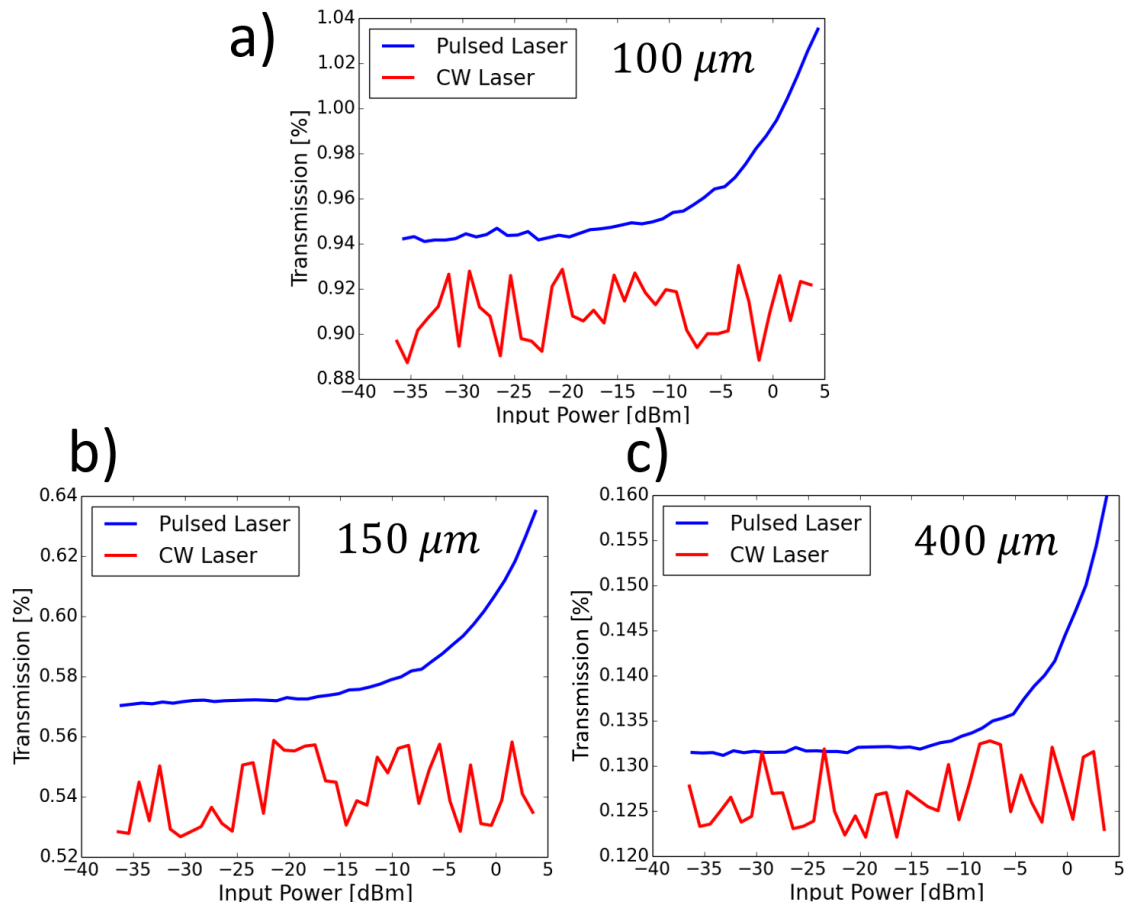 a)
1.04
1.02
1.00
0.98
0.96
0.94
0.92
0.90
0.88
Transmission [%]
Pulsed Laser
CW Laser
100 μm
−40 −35 −30 −25 −20 −15 −10 −5 0 5
Input Power [dBm]
b)
0.64
0.62
0.60
0.58
0.56
0.54
0.52
Transmission [%]
Pulsed Laser
CW Laser
150 μm
−40 −35 −30 −25 −20 −15 −10 −5 0 5
Input Power [dBm]
c)
0.160
0.155
0.150
0.145
0.140
0.135
0.130
0.125
0.120
Transmission [%]
Pulsed Laser
CW Laser
400 μm
−40 −35 −30 −25 −20 −15 −10 −5 0 5
Input Power [dBm]